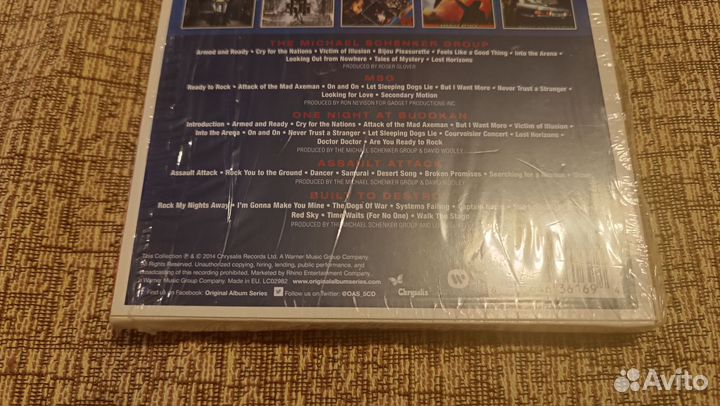 THE MICHAEL SCHENKER GROUP
Armed and Ready • Cry for the Nations • Victim of Illusion • Bijou Pleasurette • Feels Like a Good Thing • Into the Arena •
Looking Out from Nowhere • Tales of Mystery • Lost Horizons
PRODUCED BY ROGER GLOVER
MSG
Ready to Rock • Attack of the Mad Axeman • On and On • Let Sleeping Dogs Lie • But I Want More • Never Trust a Stranger
Looking for Love • Secondary Motion
PRODUCED BY RON NEVISON FOR GADGET PRODUCTIONS INC
ONE NIGHT AT BUDOKAN
Introduction • Armed and Ready • Cry for the Nations • Attack of the Mad Axeman • But I Want More • Victim of Illusion •
Into the Arena • On and On • Never Trust a Stranger • Let Sleeping Dogs Lie • Courvoisier Concert • Lost Horizons •
Doctor Doctor • Are You Ready to Rock
PRODUCED BY THE MICHAEL SCHENKER GROUP & DAVID WOOLEY
ASSAULT ATTACK
Assault Attack • Rock You to the Ground • Dancer • Samurai • Desert Song • Broken Promises • Searching for a Reason •
PRODUCED BY THE MICHAEL SCHENKER GROUP & DAVID WOOLEY
BUILT TO DESTROY
Rock My Nights Away • I'm Gonna Make You Mine • The Dogs Of War • Systems Failing • Captain
Red Sky • Time Waits (For No One) • Walk The Stage
PRODUCED BY THE MICHAEL SCHENKER GROUP AND
This Collection ℗ & © 2014 Chrysalis Records Ltd. A Warner Music Group Company.
All Rights Reserved. Unauthorized copying, hiring, lending, public performance, and
broadcasting of this recording prohibited. Marketed by Rhino Entertainment Company,
a Warner Music Group Company. Made in EU. LC02982 www.originalalbumseries.com
Find us on Facebook: Original Album Series Follow us on twitter: @OAS_5CD
Chrysalis
Avito